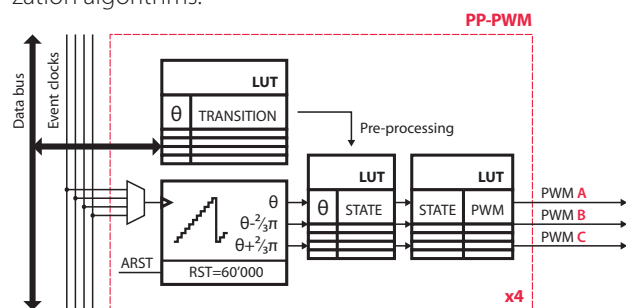 zation algorithms.
PP-PWM
Data bus
Event clocks
LUT
θ TRANSITION
Pre-processing
LUT
LUT
θ STATE
STATE PWM
θ
θ-²⁄₃π
θ+²⁄₃π
PWM A
PWM B
PWM C
ARST
RST=60'000
x4